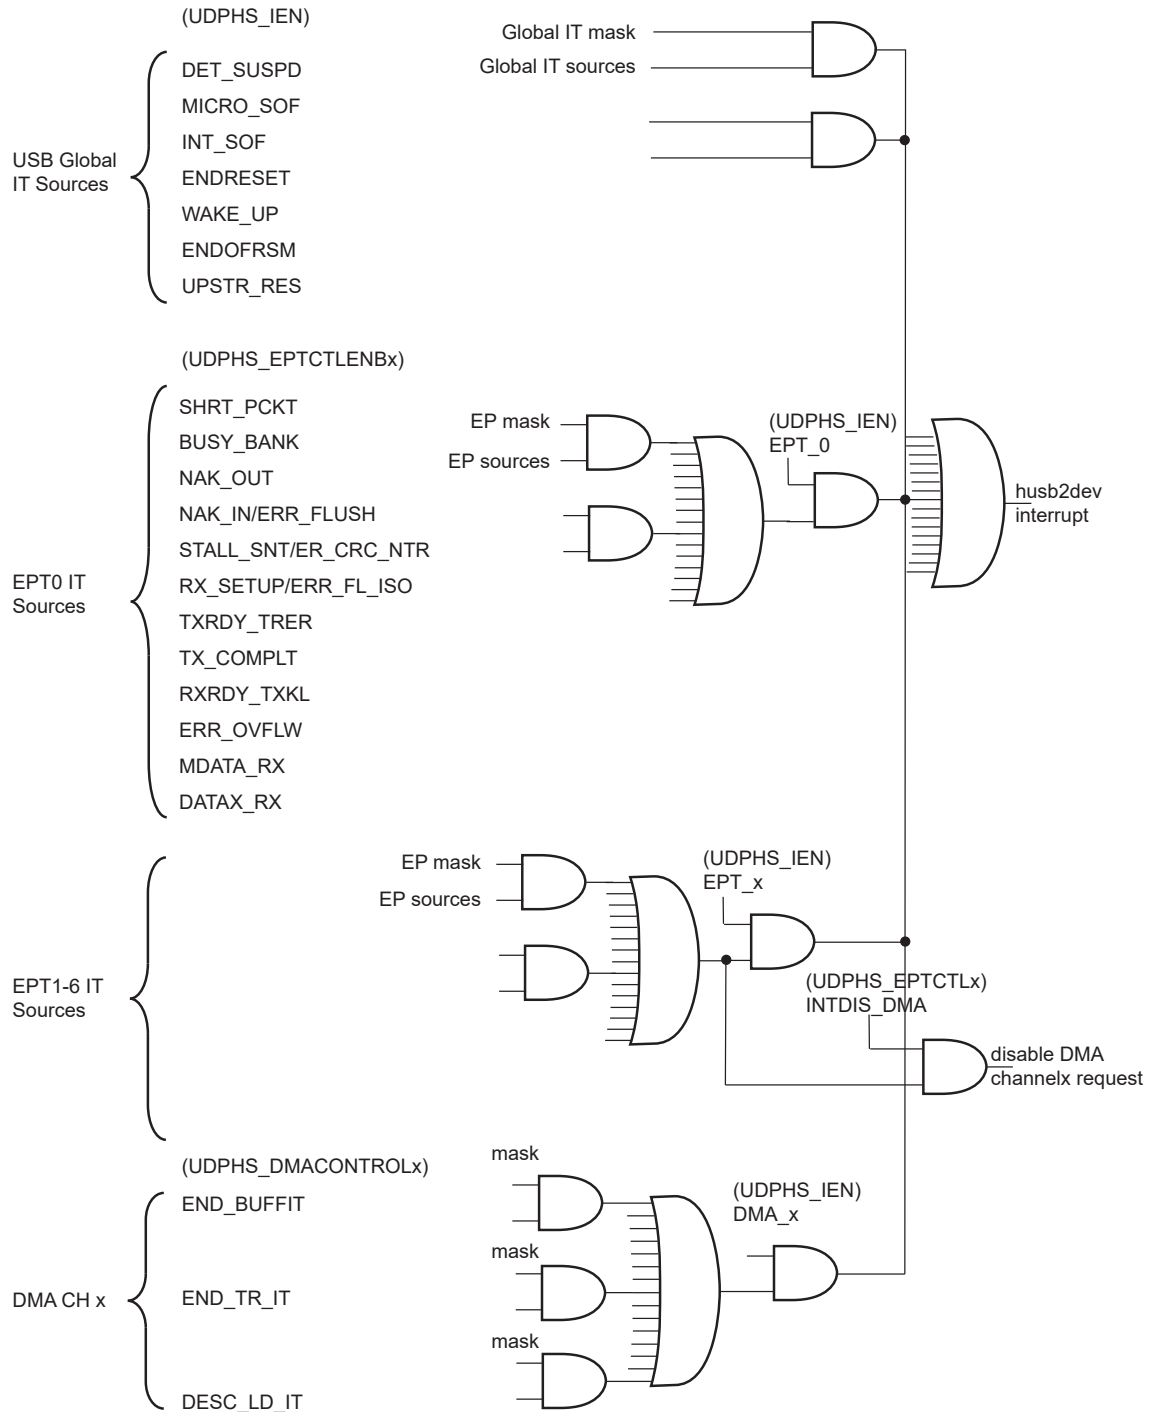 (UDPHS_IEN)
Global IT mask
Global IT sources
DET_SUSPD
MICRO_SOF
INT_SOF
ENDRESET
WAKE_UP
ENDOFRSM
UPSTR_RES
USB Global
IT Sources
(UDPHS_EPTCTLENBx)
SHRT_PCKT
BUSY_BANK
NAK_OUT
NAK_IN/ERR_FLUSH
STALL_SNT/ER_CRC_NTR
RX_SETUP/ERR_FL_ISO
TXRDY_TRER
TX_COMPLT
RXRDY_TXKL
ERR_OVFLW
MDATA_RX
DATAX_RX
EPT0 IT
Sources
EP mask
EP sources
(UDPHS_IEN)
EPT_0
husb2dev
interrupt
EP mask
EP sources
(UDPHS_IEN)
EPT_x
EPT1-6 IT
Sources
(UDPHS_EPTCTLx)
INTDIS_DMA
disable DMA
channelx request
(UDPHS_DMACONTROLx)
mask
END_BUFFIT
(UDPHS_IEN)
DMA_x
mask
DMA CH x
END_TR_IT
mask
DESC_LD_IT